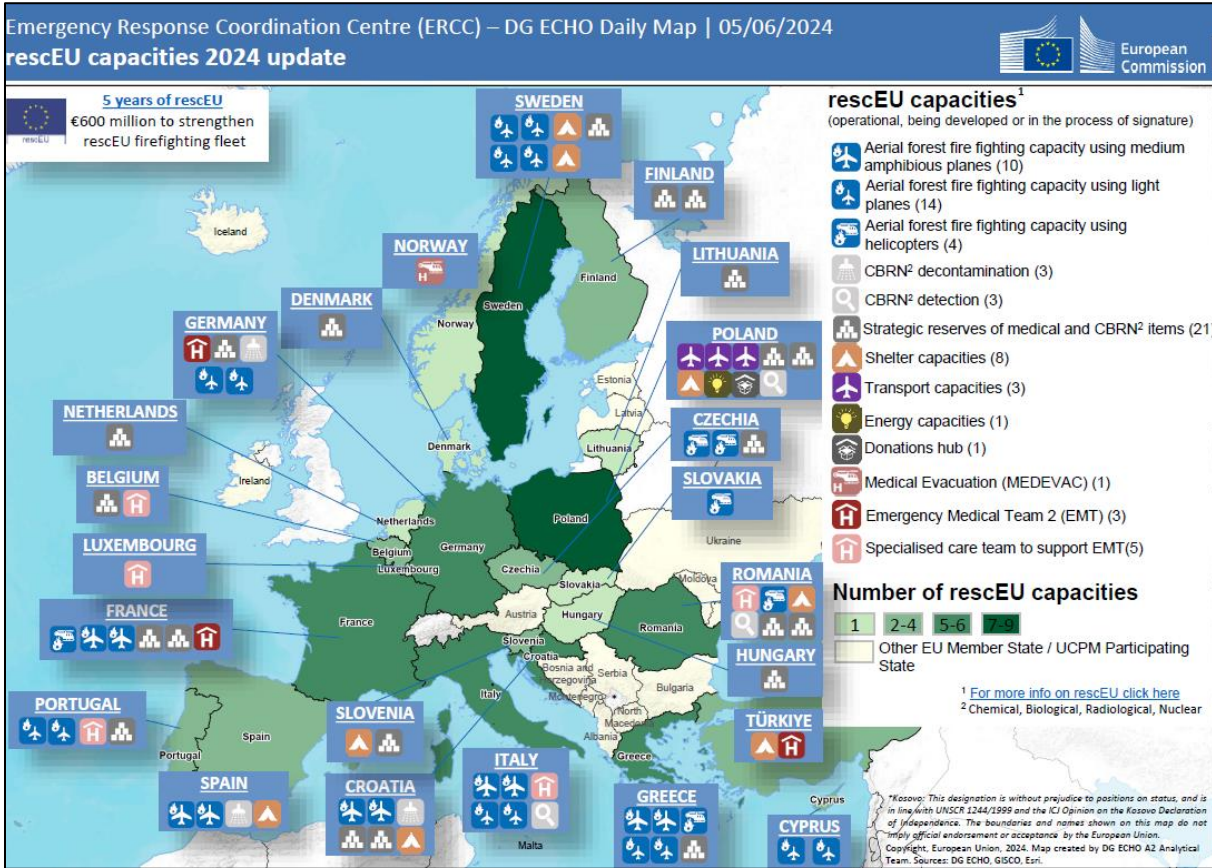 Emergency Response Coordination Centre (ERCC) – DG ECHO Daily Map | 05/06/2024
rescEU capacities 2024 update
European
Commission
rescEU
5 years of rescEU
€600 million to strengthen
rescEU firefighting fleet
SWEDEN
FINLAND
NORWAY
LITHUANIA
DENMARK
GERMANY
POLAND
NETHERLANDS
CZECHIA
BELGIUM
SLOVAKIA
LUXEMBOURG
ROMANIA
FRANCE
HUNGARY
PORTUGAL
SLOVENIA
TÜRKIYE
ITALY
SPAIN
CROATIA
GREECE
CYPRUS
Iceland
Finland
Sweden
Norway
Estonia
Latvia
Denmark
Lithuania
Ireland
Netherlands
Poland
Belgium
Germany
Luxembourg
Czechia
Ukraine
Slovakia
Moldova
Austria
France
Hungary
Slovenia
Romania
Croatia
Bosnia and
Herzegovina
Serbia
Montenegro
Bulgaria
Italy
North
Macedonia
Albania
Spain
Portugal
Greece
Cyprus
Malta
rescEU capacities1
(operational, being developed or in the process of signature)
Aerial forest fire fighting capacity using medium
amphibious planes (10)
Aerial forest fire fighting capacity using light
planes (14)
Aerial forest fire fighting capacity using
helicopters (4)
CBRN² decontamination (3)
CBRN² detection (3)
Strategic reserves of medical and CBRN² items (21)
Shelter capacities (8)
Transport capacities (3)
Energy capacities (1)
Donations hub (1)
Medical Evacuation (MEDEVAC) (1)
Emergency Medical Team 2 (EMT) (3)
Specialised care team to support EMT(5)
Number of rescEU capacities
1 2-4 5-6 7-9
Other EU Member State / UCPM Participating
State
1 For more info on rescEU click here
2 Chemical, Biological, Radiological, Nuclear
*Kosovo: This designation is without prejudice to positions on status, and is
in line with UNSCR 1244/1999 and the ICJ Opinion on the Kosovo Declaration
of Independence. The boundaries and names shown on this map do not
imply official endorsement or acceptance by the European Union.
Copyright, European Union, 2024. Map created by DG ECHO A2 Analytical
Team. Sources: DG ECHO, GISCO, Esri.